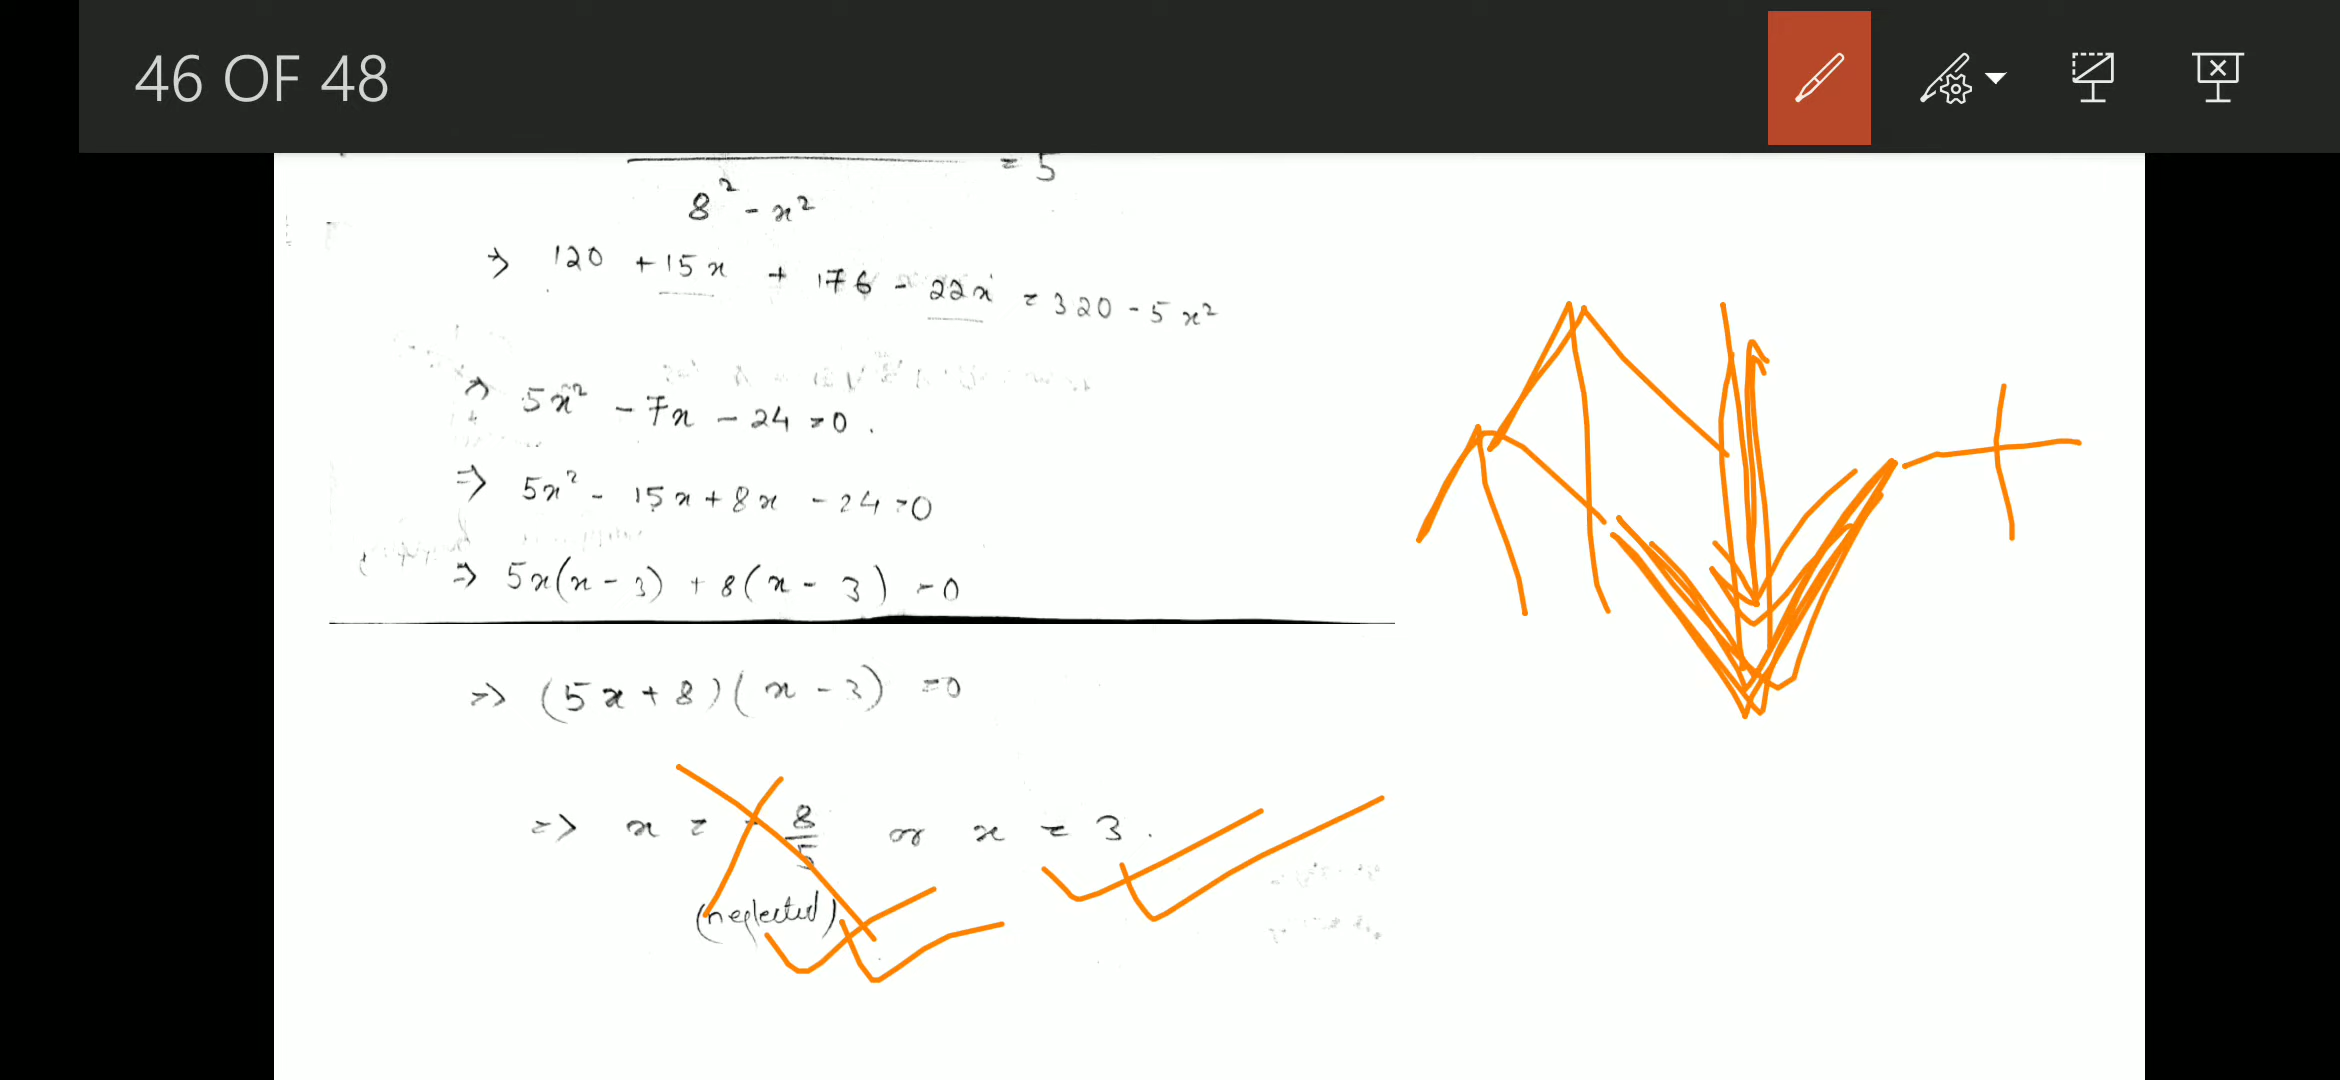 46 OF 48
= 5
8² - x²
⇒ 120 + 15x + 176 - 22x = 320 - 5x²
⇒ 5x² - 7x - 24 = 0.
⇒ 5x² - 15x + 8x - 24 = 0
⇒ 5x(x - 3) + 8(x - 3) = 0
⇒ (5x + 8)(x - 3) = 0
⇒ x = - 8/5 or x = 3.
(neglected)